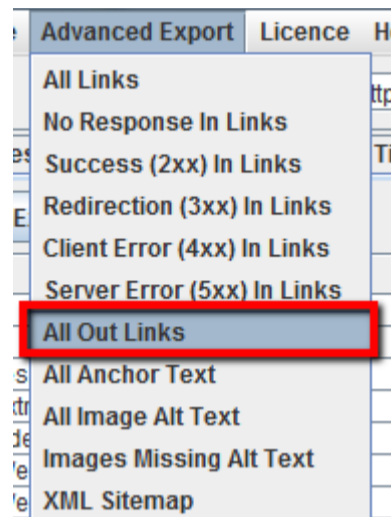 Advanced Export Licence
All Links
No Response In Links
Success (2xx) In Links
Redirection (3xx) In Links
Client Error (4xx) In Links
Server Error (5xx) In Links
All Out Links
All Anchor Text
All Image Alt Text
Images Missing Alt Text
XML Sitemap